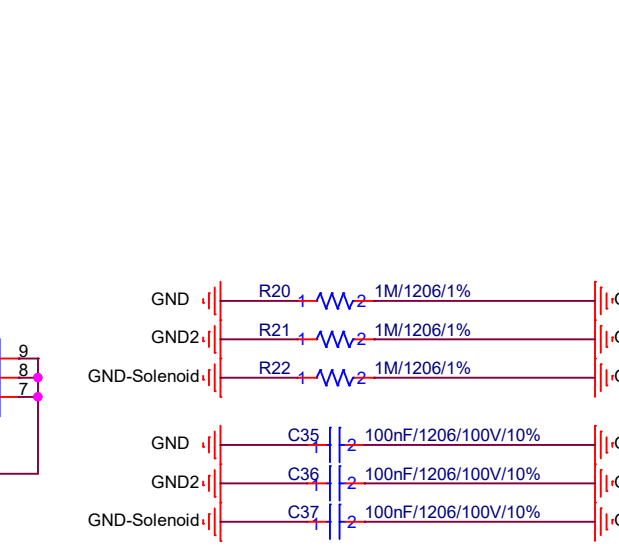 GND R20 1 2 1M/1206/1%
GND2 R21 1 2 1M/1206/1%
9
8
GND-Solenoid R22 1 2 1M/1206/1%
7
GND C35 1 2 100nF/1206/100V/10%
GND2 C36 1 2 100nF/1206/100V/10%
GND-Solenoid C37 1 2 100nF/1206/100V/10%